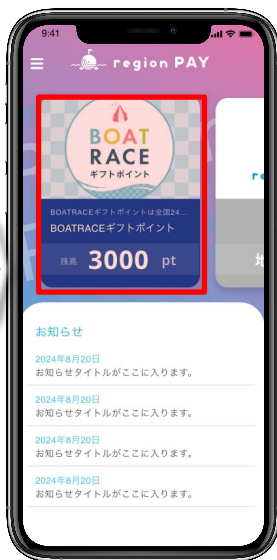 9:41
region PAY
BOAT
RACE
ギフトポイント
BOATRACEギフトポイントは全国24...
BOATRACEギフトポイント
残高 3000 pt
re
地
お知らせ
2024年8月20日
お知らせタイトルがここに入ります。
2024年8月20日
お知らせタイトルがここに入ります。
2024年8月20日
お知らせタイトルがここに入ります。
2024年8月20日
お知らせタイトルがここに入ります。